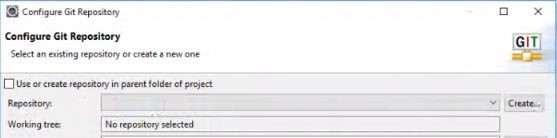 Configure Git Repository
Configure Git Repository
Select an existing repository or create a new one
GIT
Use or create repository in parent folder of project
Repository:
Create...
Working tree: No repository selected